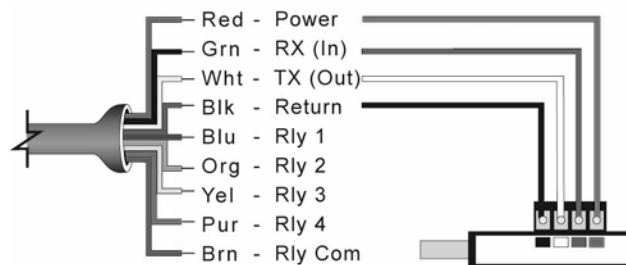 Red - Power
Grn - RX (In)
Wht - TX (Out)
Blk - Return
Blu - Rly 1
Org - Rly 2
Yel - Rly 3
Pur - Rly 4
Brn - Rly Com